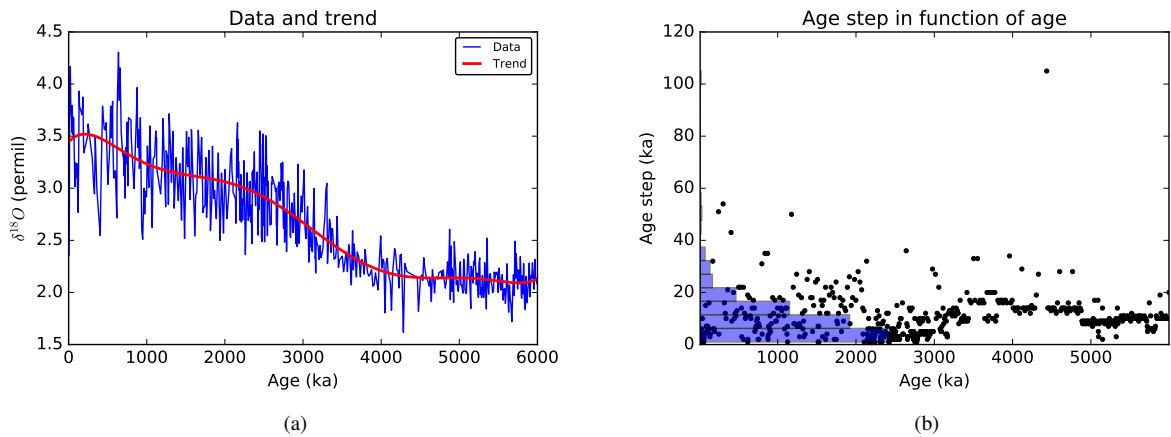 Data and trend
4.5
4.0
3.5
3.0
2.5
2.0
1.5
δ¹⁸O (permil)
Data
Trend
0 1000 2000 3000 4000 5000 6000
Age (ka)
(a)
Age step in function of age
120
100
80
60
40
20
0
Age step (ka)
1000 2000 3000 4000 5000
Age (ka)
(b)